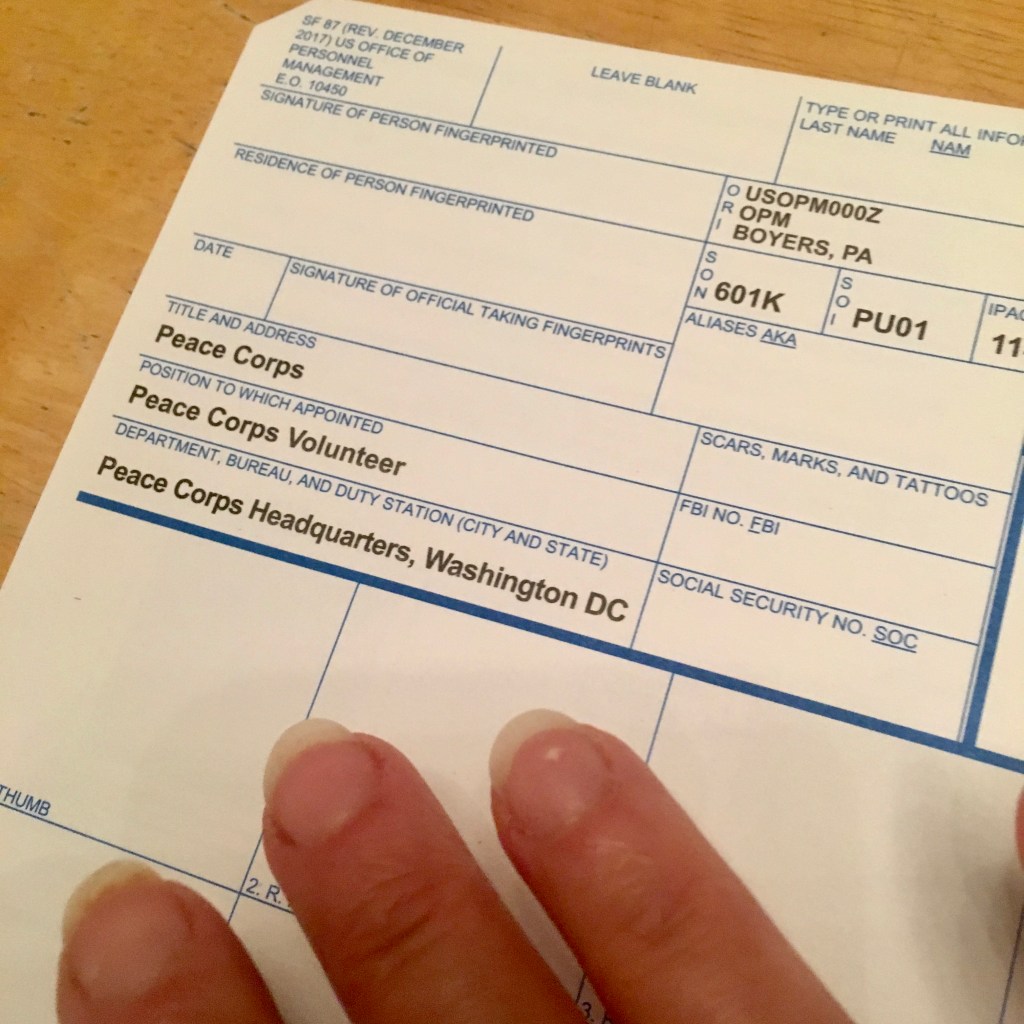 SF 87 (REV. DECEMBER
2017) US OFFICE OF
PERSONNEL
MANAGEMENT
E.O. 10450
LEAVE BLANK
TYPE OR PRINT ALL
LAST NAME NAM
SIGNATURE OF PERSON FINGERPRINTED
RESIDENCE OF PERSON FINGERPRINTED
ORI
USOPM000Z
OPM
BOYERS, PA
DATE
SIGNATURE OF OFFICIAL TAKING FINGERPRINTS
SON
601K
SOI
PU01
ALIASES AKA
TITLE AND ADDRESS
Peace Corps
POSITION TO WHICH APPOINTED
Peace Corps Volunteer
SCARS, MARKS, AND TATTOOS
DEPARTMENT, BUREAU, AND DUTY STATION (CITY AND STATE)
Peace Corps Headquarters, Washington DC
FBI NO. FBI
SOCIAL SECURITY NO. SOC
THUMB
2. R.
3.